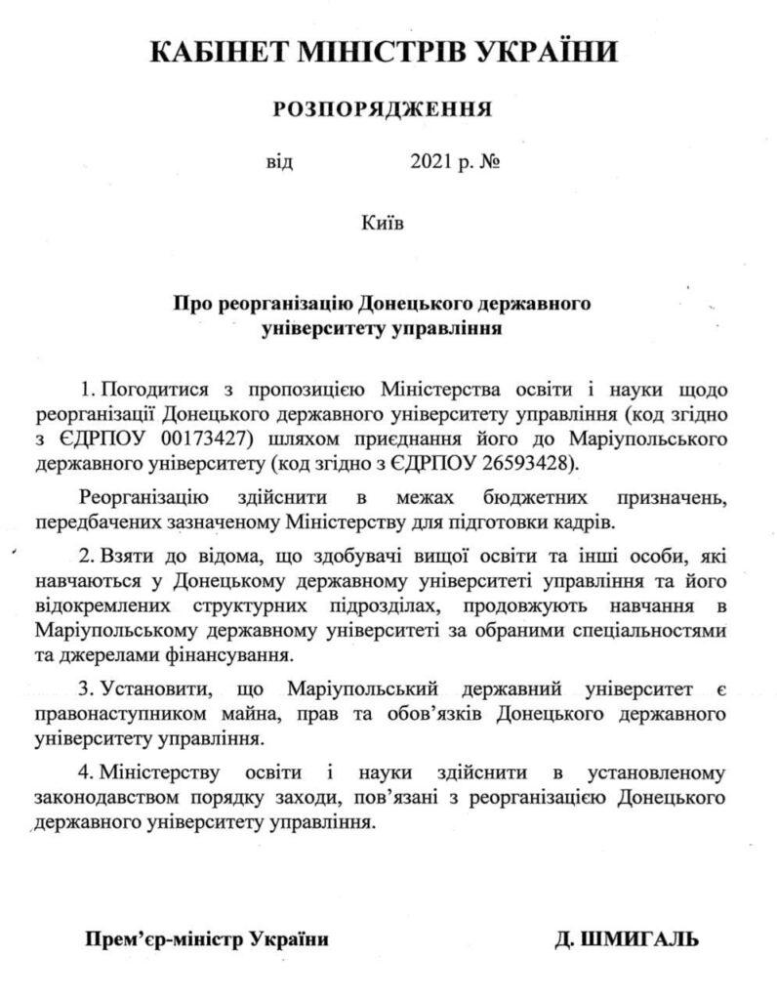 КАБІНЕТ МІНІСТРІВ УКРАЇНИ
РОЗПОРЯДЖЕННЯ
від 2021 р. №
Київ
Про реорганізацію Донецького державного
університету управління
1. Погодитися з пропозицією Міністерства освіти і науки щодо
реорганізації Донецького державного університету управління (код згідно
з ЄДРПОУ 00173427) шляхом приєднання його до Маріупольського
державного університету (код згідно з ЄДРПОУ 26593428).
Реорганізацію здійснити в межах бюджетних призначень,
передбачених зазначеному Міністерству для підготовки кадрів.
2. Взяти до відома, що здобувачі вищої освіти та інші особи, які
навчаються у Донецькому державному університеті управління та його
відокремлених структурних підрозділах, продовжують навчання в
Маріупольському державному університеті за обраними спеціальностями
та джерелами фінансування.
3. Установити, що Маріупольський державний університет є
правонаступником майна, прав та обов’язків Донецького державного
університету управління.
4. Міністерству освіти і науки здійснити в установленому
законодавством порядку заходи, пов’язані з реорганізацією Донецького
державного університету управління.
Прем’єр-міністр України Д. ШМИГАЛЬ